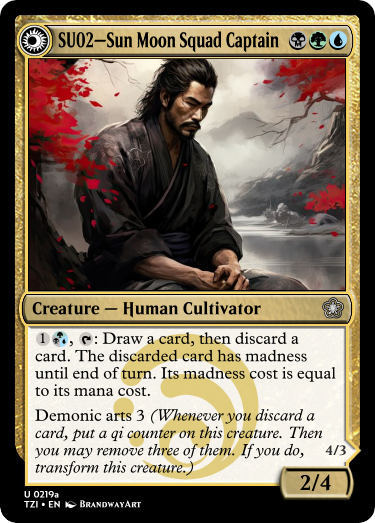 SU02—Sun Moon Squad Captain
Creature — Human Cultivator
1, : Draw a card, then discard a
card. The discarded card has madness
until end of turn. Its madness cost is equal
to its mana cost.
Demonic arts 3 (Whenever you discard a
card, put a qi counter on this creature. Then
you may remove three of them. If you do,
transform this creature.)
4/3
2/4
U 0219a
TZI • EN BRANDWAYART